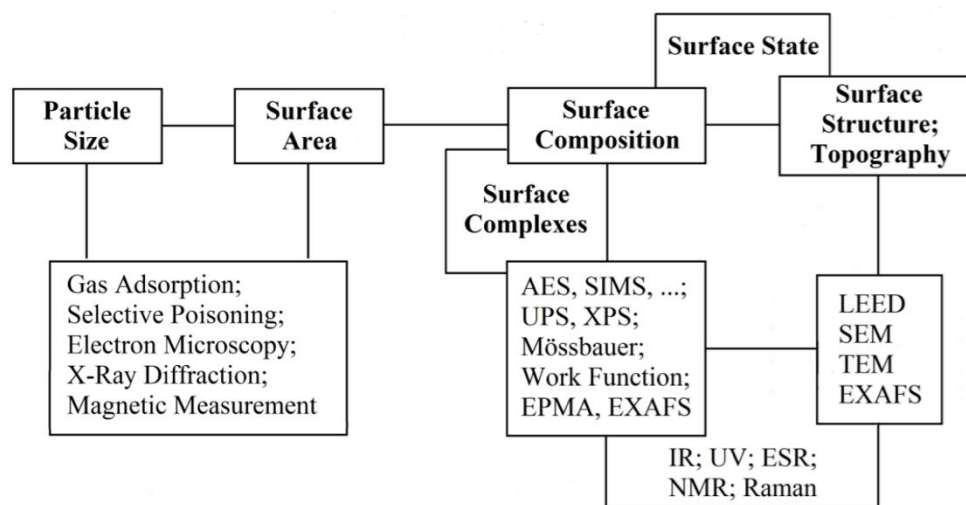 Surface State
Particle
Size
Surface
Area
Surface
Composition
Surface
Structure;
Topography
Surface
Complexes
Gas Adsorption;
Selective Poisoning;
Electron Microscopy;
X-Ray Diffraction;
Magnetic Measurement
AES, SIMS, ...;
UPS, XPS;
Mössbauer;
Work Function;
EPMA, EXAFS
LEED
SEM
TEM
EXAFS
IR; UV; ESR;
NMR; Raman